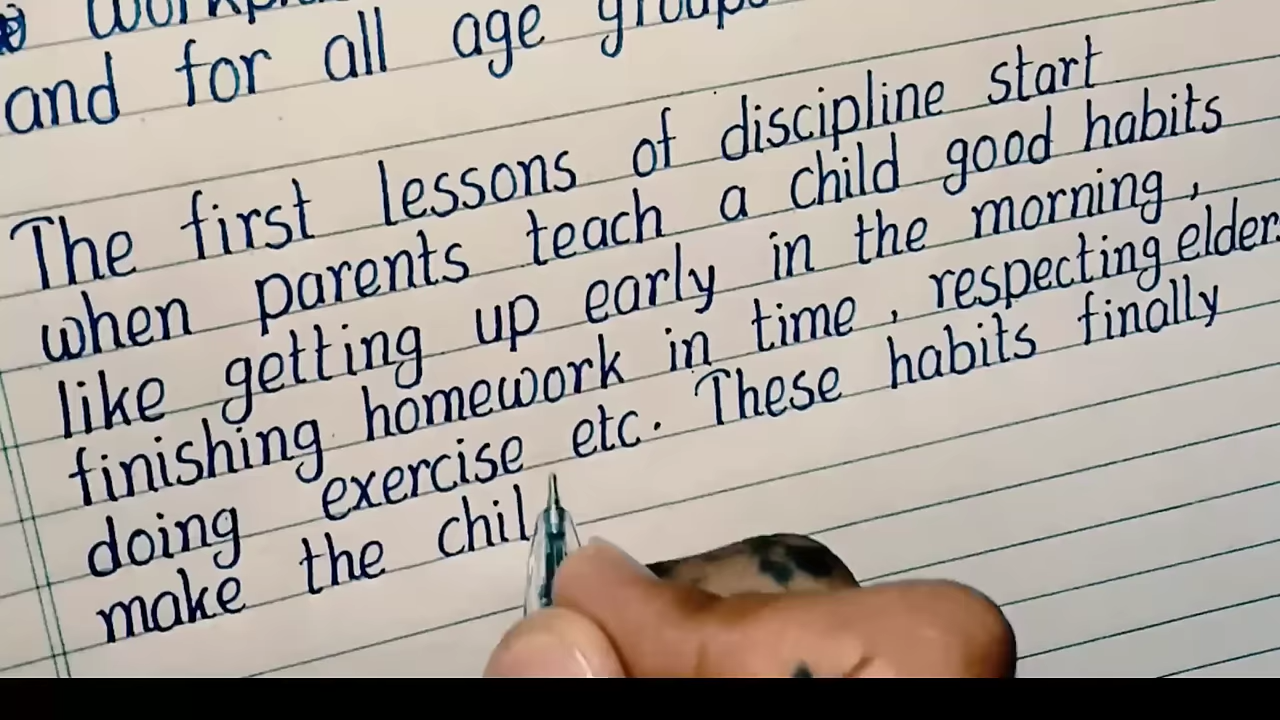 and for all age groups
The first lessons of discipline start
when parents teach a child good habits
like getting up early in the morning,
finishing homework in time, respecting elders
doing exercise etc. These habits finally
make the chil